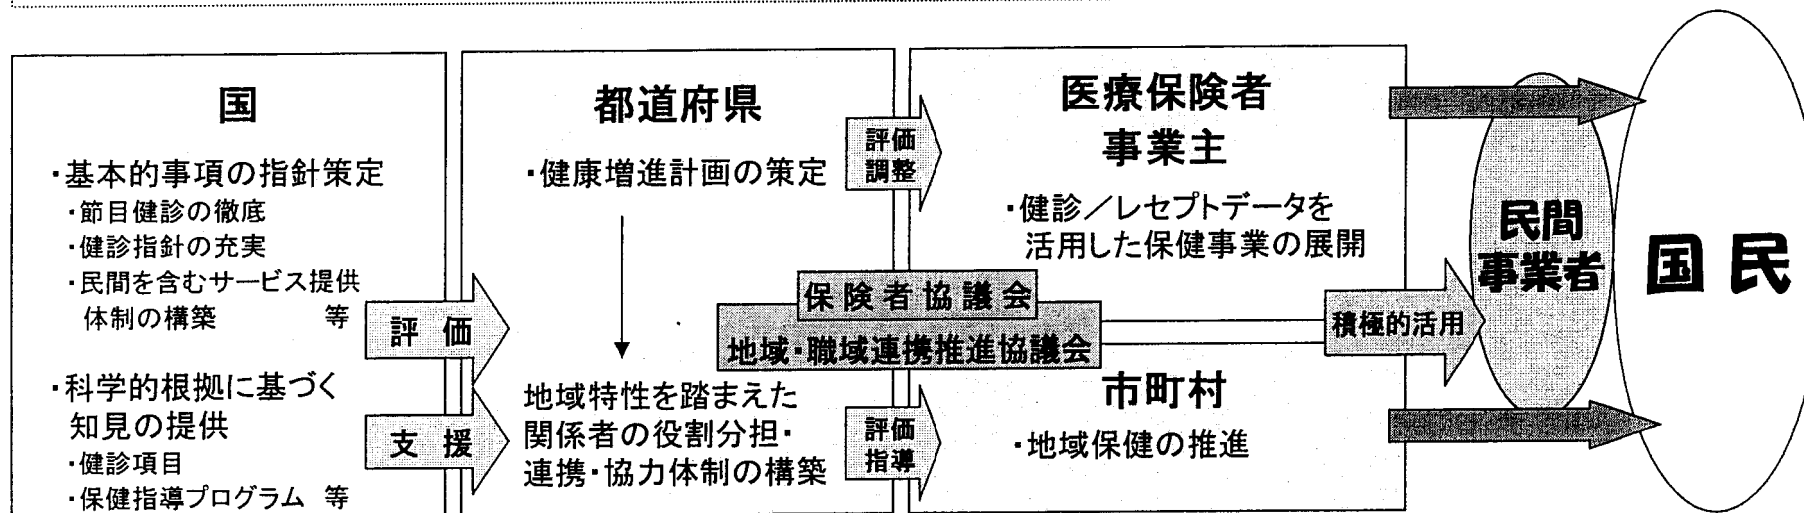 国
・基本的事項の指針策定
・節目健診の徹底
・健診指針の充実
・民間を含むサービス提供
体制の構築 等
・科学的根拠に基づく
知見の提供
・健診項目
・保健指導プログラム 等
評 価
支 援
都道府県
・健康増進計画の策定
地域特性を踏まえた
関係者の役割分担・
連携・協力体制の構築
評価
調整
評価
指導
保険者協議会
地域・職域連携推進協議会
医療保険者
事業主
・健診／レセプトデータを
活用した保健事業の展開
市町村
・地域保健の推進
積極的活用
民間
事業者
国民